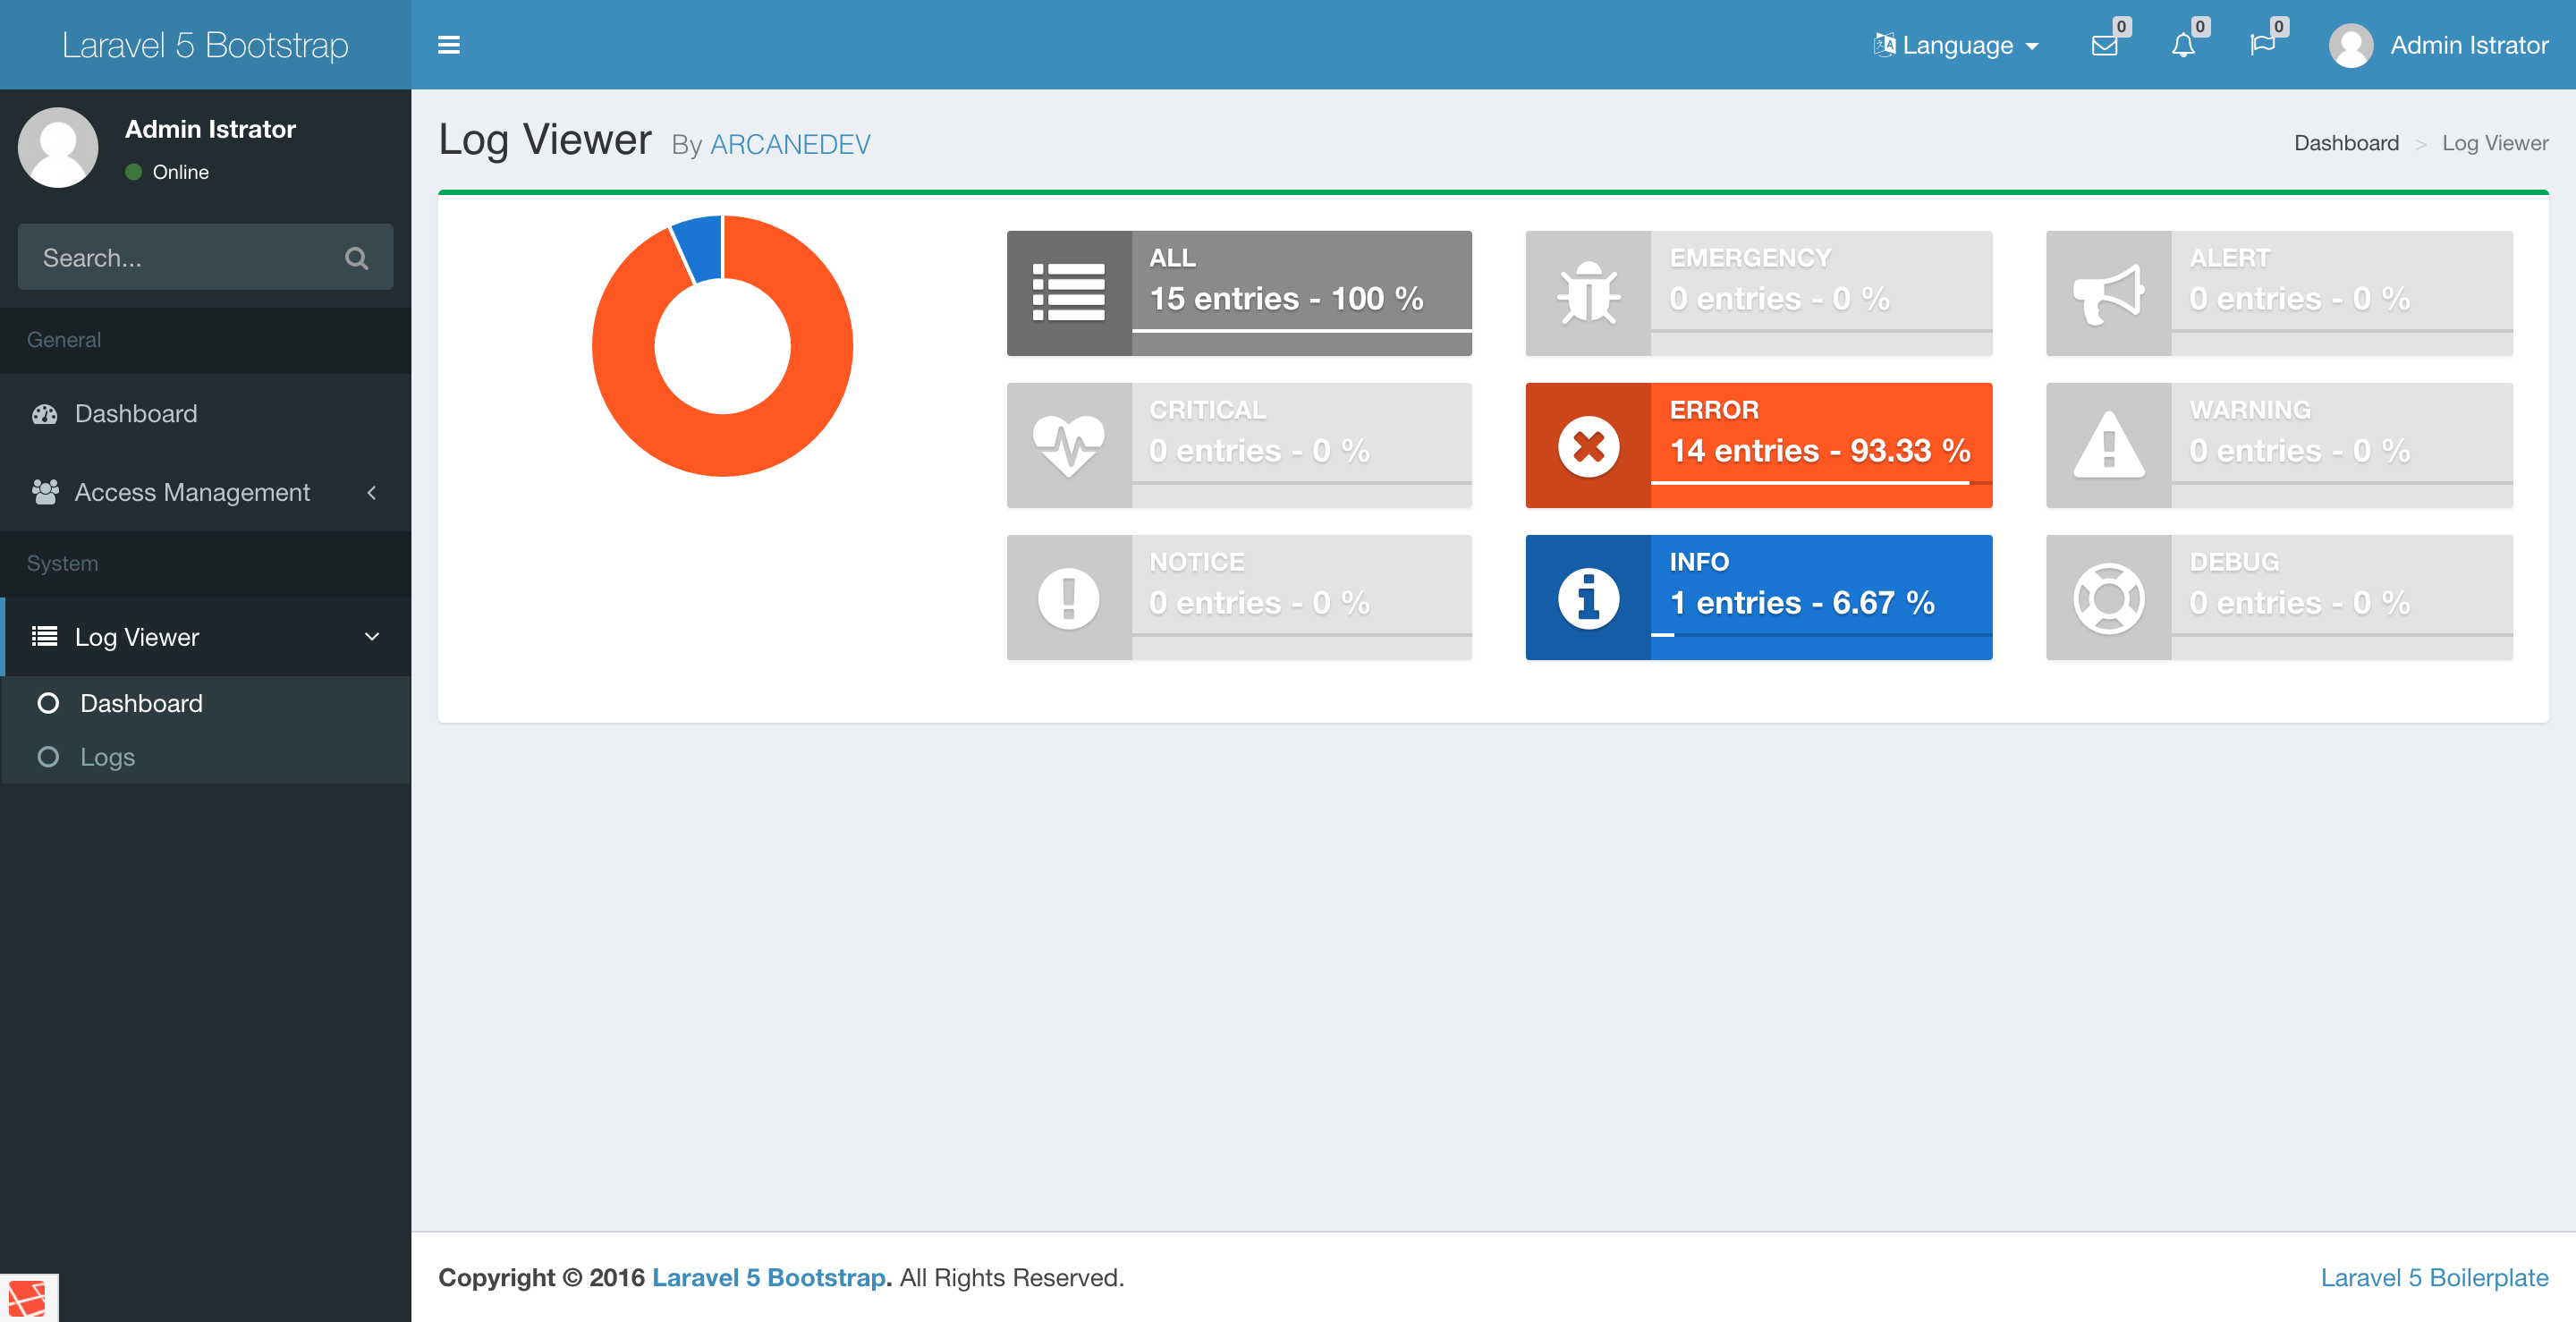 Laravel 5 Bootstrap
Language
0
0
0
Admin Istrator
Admin Istrator
Online
Search...
General
Dashboard
Access Management
System
Log Viewer
Dashboard
Logs
Log Viewer By ARCANEDEV
Dashboard > Log Viewer
ALL
15 entries - 100 %
EMERGENCY
0 entries - 0 %
ALERT
0 entries - 0 %
CRITICAL
0 entries - 0 %
ERROR
14 entries - 93.33 %
WARNING
0 entries - 0 %
NOTICE
0 entries - 0 %
INFO
1 entries - 6.67 %
DEBUG
0 entries - 0 %
Copyright © 2016 Laravel 5 Bootstrap. All Rights Reserved.
Laravel 5 Boilerplate